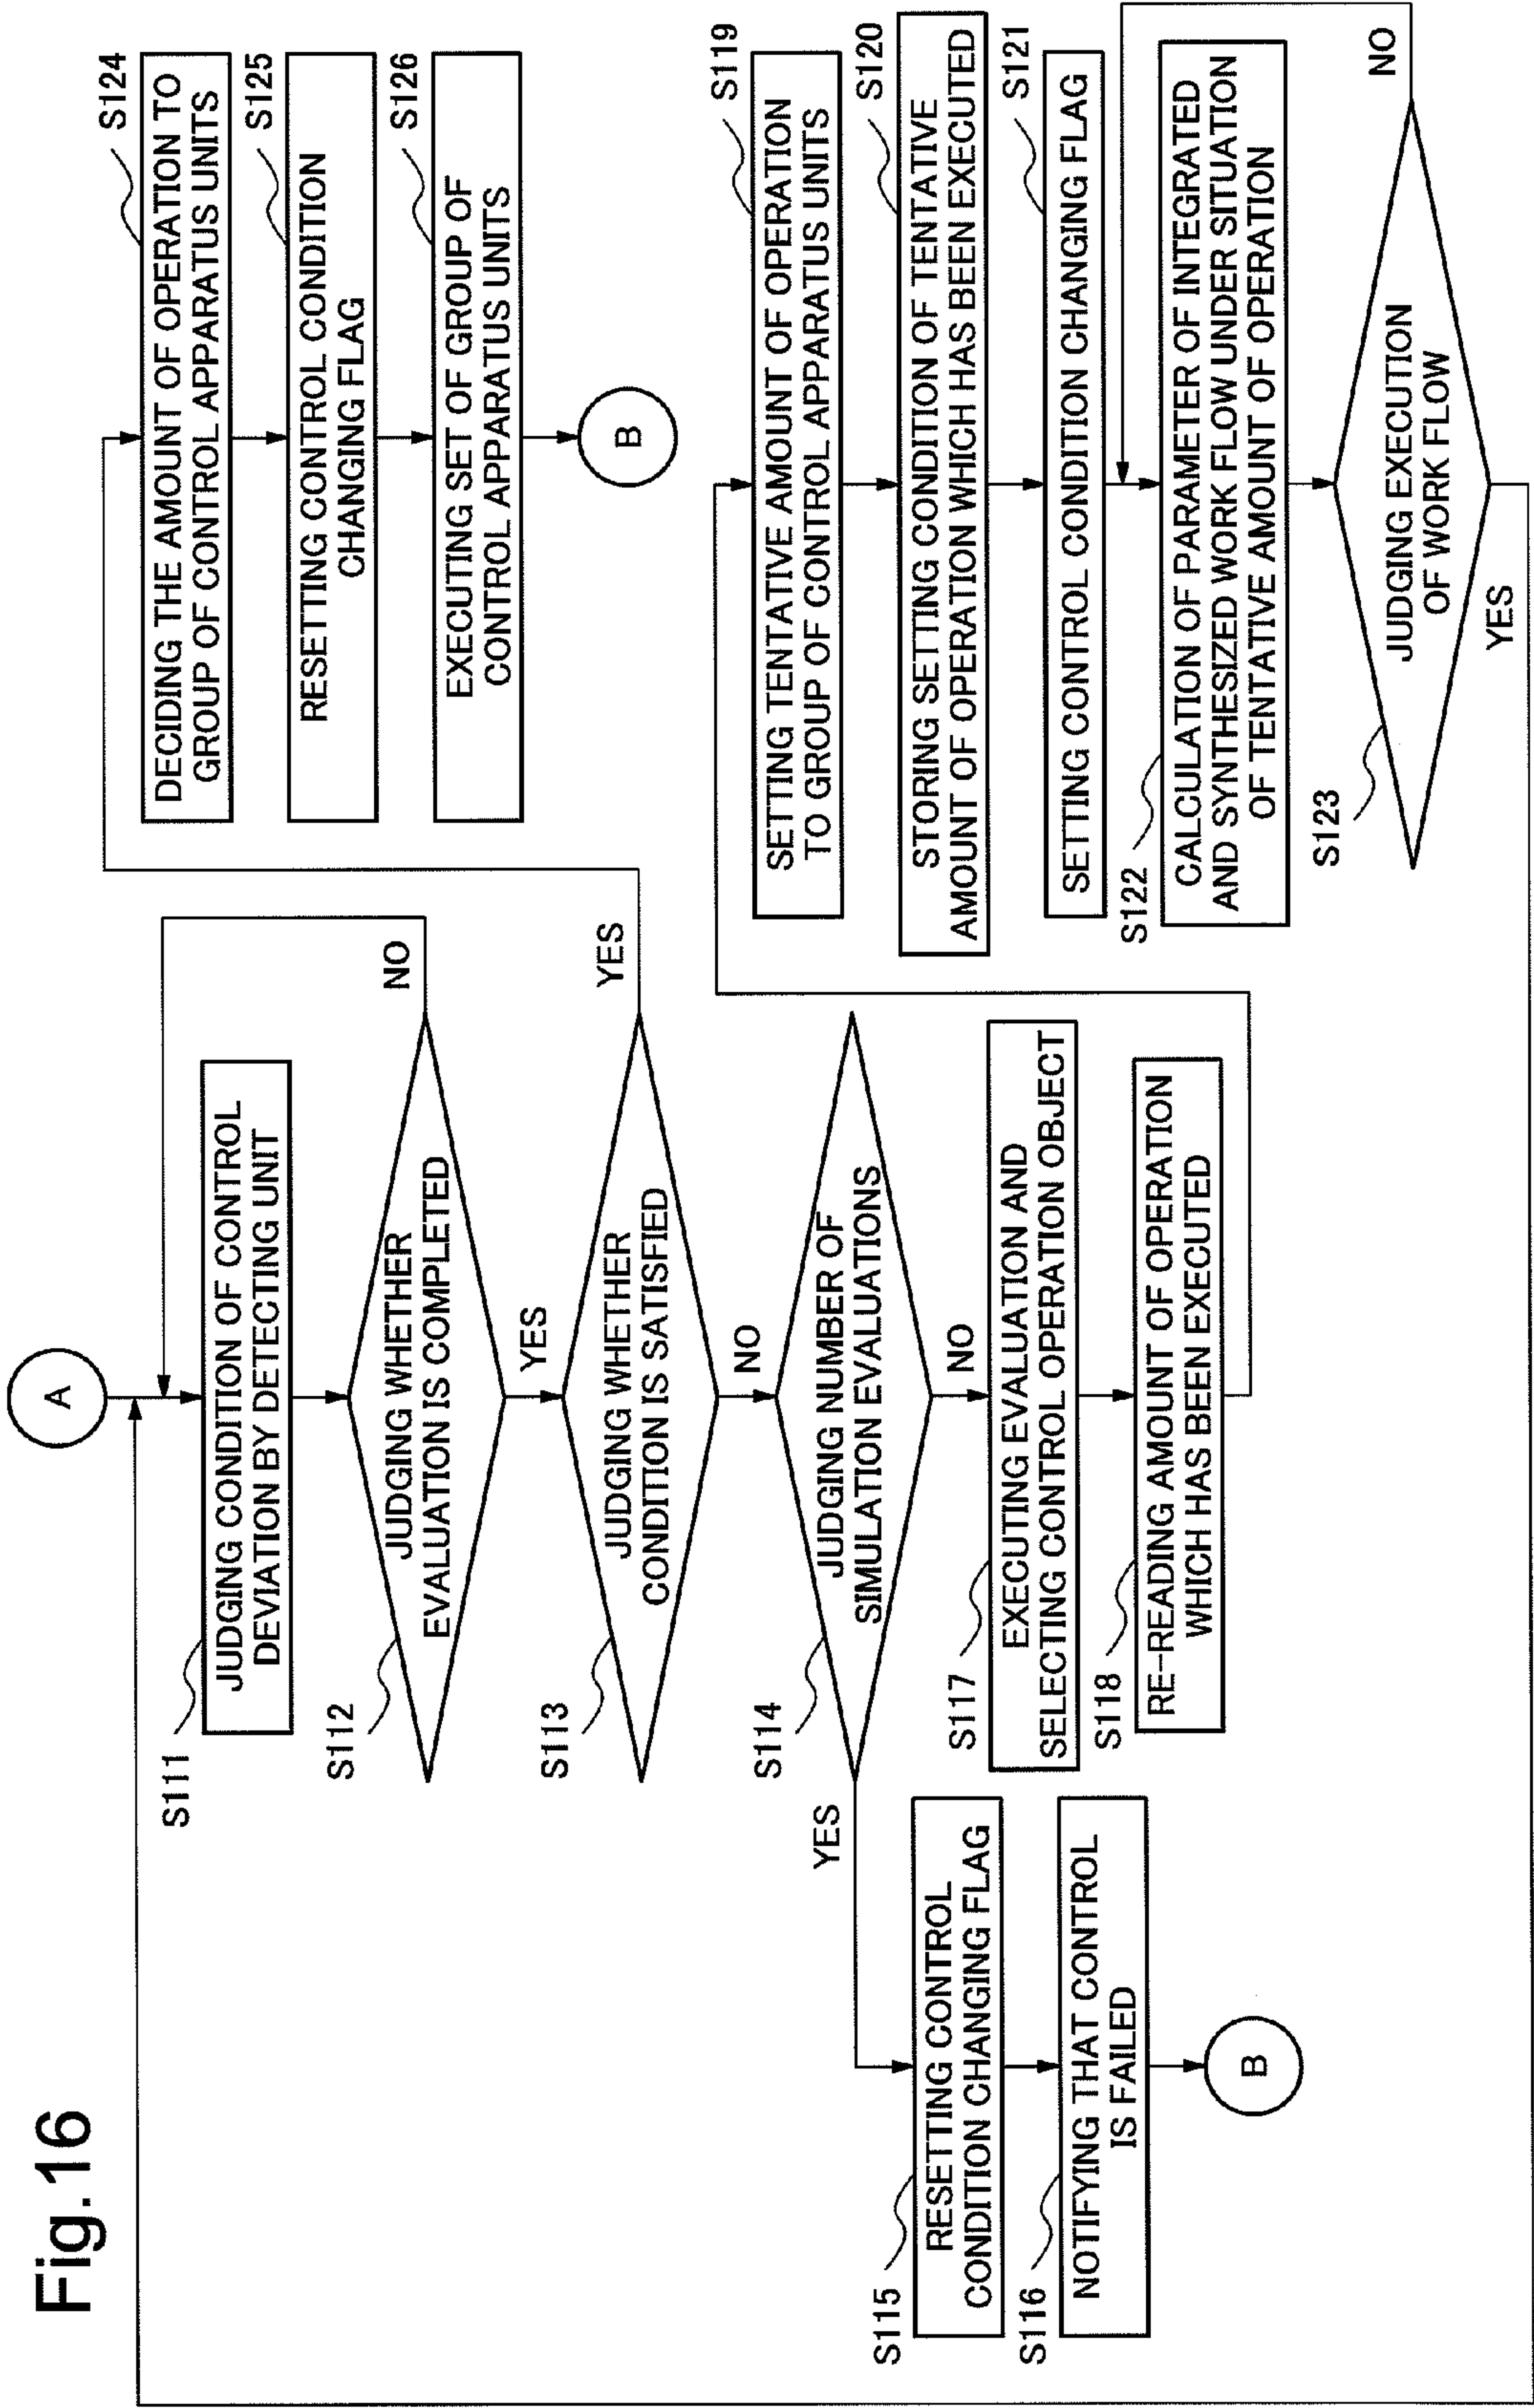 Fig.16
A
S111
JUDGING CONDITION OF CONTROL
DEVIATION BY DETECTING UNIT
S112
JUDGING WHETHER
EVALUATION IS COMPLETED
NO
YES
S113
JUDGING WHETHER
CONDITION IS SATISFIED
YES
NO
S114
JUDGING NUMBER OF
SIMULATION EVALUATIONS
YES
NO
S115
RESETTING CONTROL
CONDITION CHANGING FLAG
S116
NOTIFYING THAT CONTROL
IS FAILED
B
S117
EXECUTING EVALUATION AND
SELECTING CONTROL OPERATION OBJECT
S118
RE-READING AMOUNT OF OPERATION
WHICH HAS BEEN EXECUTED
S124
DECIDING THE AMOUNT OF OPERATION TO
GROUP OF CONTROL APPARATUS UNITS
S125
RESETTING CONTROL CONDITION
CHANGING FLAG
S126
EXECUTING SET OF GROUP OF
CONTROL APPARATUS UNITS
B
S119
SETTING TENTATIVE AMOUNT OF OPERATION
TO GROUP OF CONTROL APPARATUS UNITS
S120
STORING SETTING CONDITION OF TENTATIVE
AMOUNT OF OPERATION WHICH HAS BEEN EXECUTED
S121
SETTING CONTROL CONDITION CHANGING FLAG
S122
CALCULATION OF PARAMETER OF INTEGRATED
AND SYNTHESIZED WORK FLOW UNDER SITUATION
OF TENTATIVE AMOUNT OF OPERATION
S123
JUDGING EXECUTION
OF WORK FLOW
NO
YES